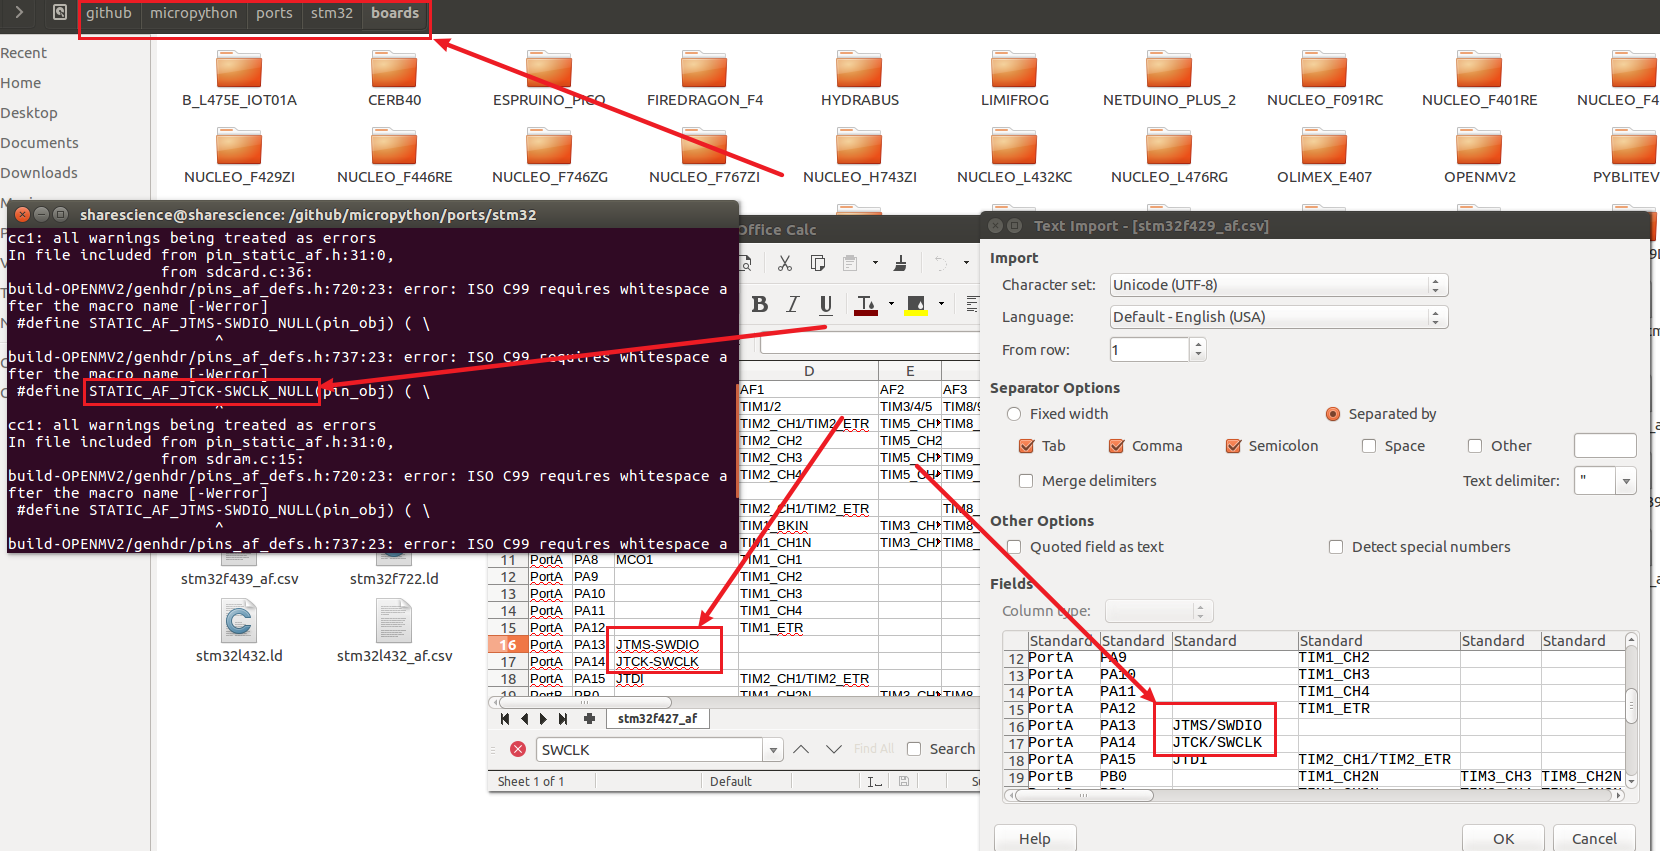 github micropython ports stm32 boards
Recent
Home
Desktop
Documents
Downloads
B_L475E_IOT01A CERB40 ESPRUINO_PICO FIREDRAGON_F4 HYDRABUS LIMIFROG NETDUINO_PLUS_2 NUCLEO_F091RC NUCLEO_F401RE NUCLEO_F4
NUCLEO_F429ZI NUCLEO_F446RE NUCLEO_F746ZG NUCLEO_F767ZI NUCLEO_H743ZI NUCLEO_L432KC NUCLEO_L476RG OLIMEX_E407 OPENMV2 PYBLITEV
sharescience@sharescience: /github/micropython/ports/stm32
cc1: all warnings being treated as errors
In file included from pin_static_af.h:31:0,
from sdcard.c:36:
build-OPENMV2/genhdr/pins_af_defs.h:720:23: error: ISO C99 requires whitespace a
fter the macro name [-Werror]
#define STATIC_AF_JTMS-SWDIO_NULL(pin_obj) ( \
^
build-OPENMV2/genhdr/pins_af_defs.h:737:23: error: ISO C99 requires whitespace a
fter the macro name [-Werror]
#define STATIC_AF_JTCK-SWCLK_NULL(pin_obj) ( \
^
cc1: all warnings being treated as errors
In file included from pin_static_af.h:31:0,
from sdram.c:15:
build-OPENMV2/genhdr/pins_af_defs.h:720:23: error: ISO C99 requires whitespace a
fter the macro name [-Werror]
#define STATIC_AF_JTMS-SWDIO_NULL(pin_obj) ( \
^
build-OPENMV2/genhdr/pins_af_defs.h:737:23: error: ISO C99 requires whitespace a
stm32f439_af.csv stm32f722.ld
stm32l432.ld stm32l432_af.csv
Office Calc
B I U
D E
AF1 AF2 AF3
TIM1/2 TIM3/4/5 TIM8/9
TIM2_CH1/TIM2_ETR TIM5_CH TIM8_
TIM2_CH2 TIM5_CH2
TIM2_CH3 TIM5_CH TIM9_
TIM2_CH4 TIM5_CH TIM9_
TIM2_CH1/TIM2_ETR TIM8_
TIM1_BKIN TIM3_CH TIM8_
TIM1_CH1N TIM3_CH TIM8_
11 PortA PA8 MCO1 TIM1_CH1
12 PortA PA9 TIM1_CH2
13 PortA PA10 TIM1_CH3
14 PortA PA11 TIM1_CH4
15 PortA PA12 TIM1_ETR
16 PortA PA13 JTMS-SWDIO
17 PortA PA14 JTCK-SWCLK
18 PortA PA15 JTDI TIM2_CH1/TIM2_ETR
19 PortB PB0 TIM1_CH2N TIM3_CH TIM8_
stm32f427_af
SWCLK Find All Search
Sheet 1 of 1 Default
Text Import - [stm32f429_af.csv]
Import
Character set: Unicode (UTF-8)
Language: Default - English (USA)
From row: 1
Separator Options
Fixed width Separated by
Tab Comma Semicolon Space Other
Merge delimiters Text delimiter: "
Other Options
Quoted field as text Detect special numbers
Fields
Column type:
Standard Standard Standard Standard Standard Standard
12 PortA PA9 TIM1_CH2
13 PortA PA10 TIM1_CH3
14 PortA PA11 TIM1_CH4
15 PortA PA12 TIM1_ETR
16 PortA PA13 JTMS/SWDIO
17 PortA PA14 JTCK/SWCLK
18 PortA PA15 JTDI TIM2_CH1/TIM2_ETR
19 PortB PB0 TIM1_CH2N TIM3_CH3 TIM8_CH2N
Help OK Cancel